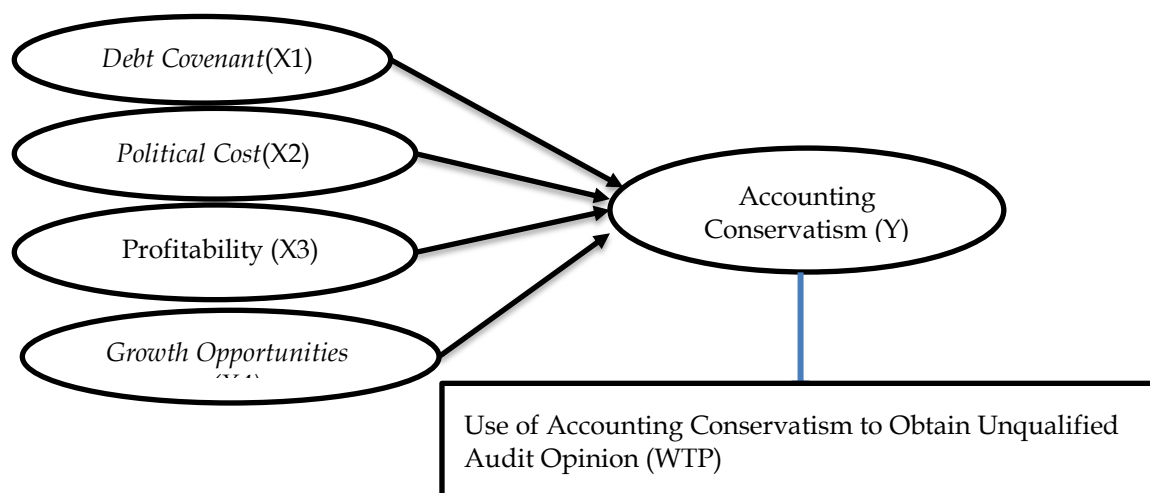 Debt Covenant(X1)
Political Cost(X2)
Profitability (X3)
Growth Opportunities
Accounting
Conservatism (Y)
Use of Accounting Conservatism to Obtain Unqualified
Audit Opinion (WTP)